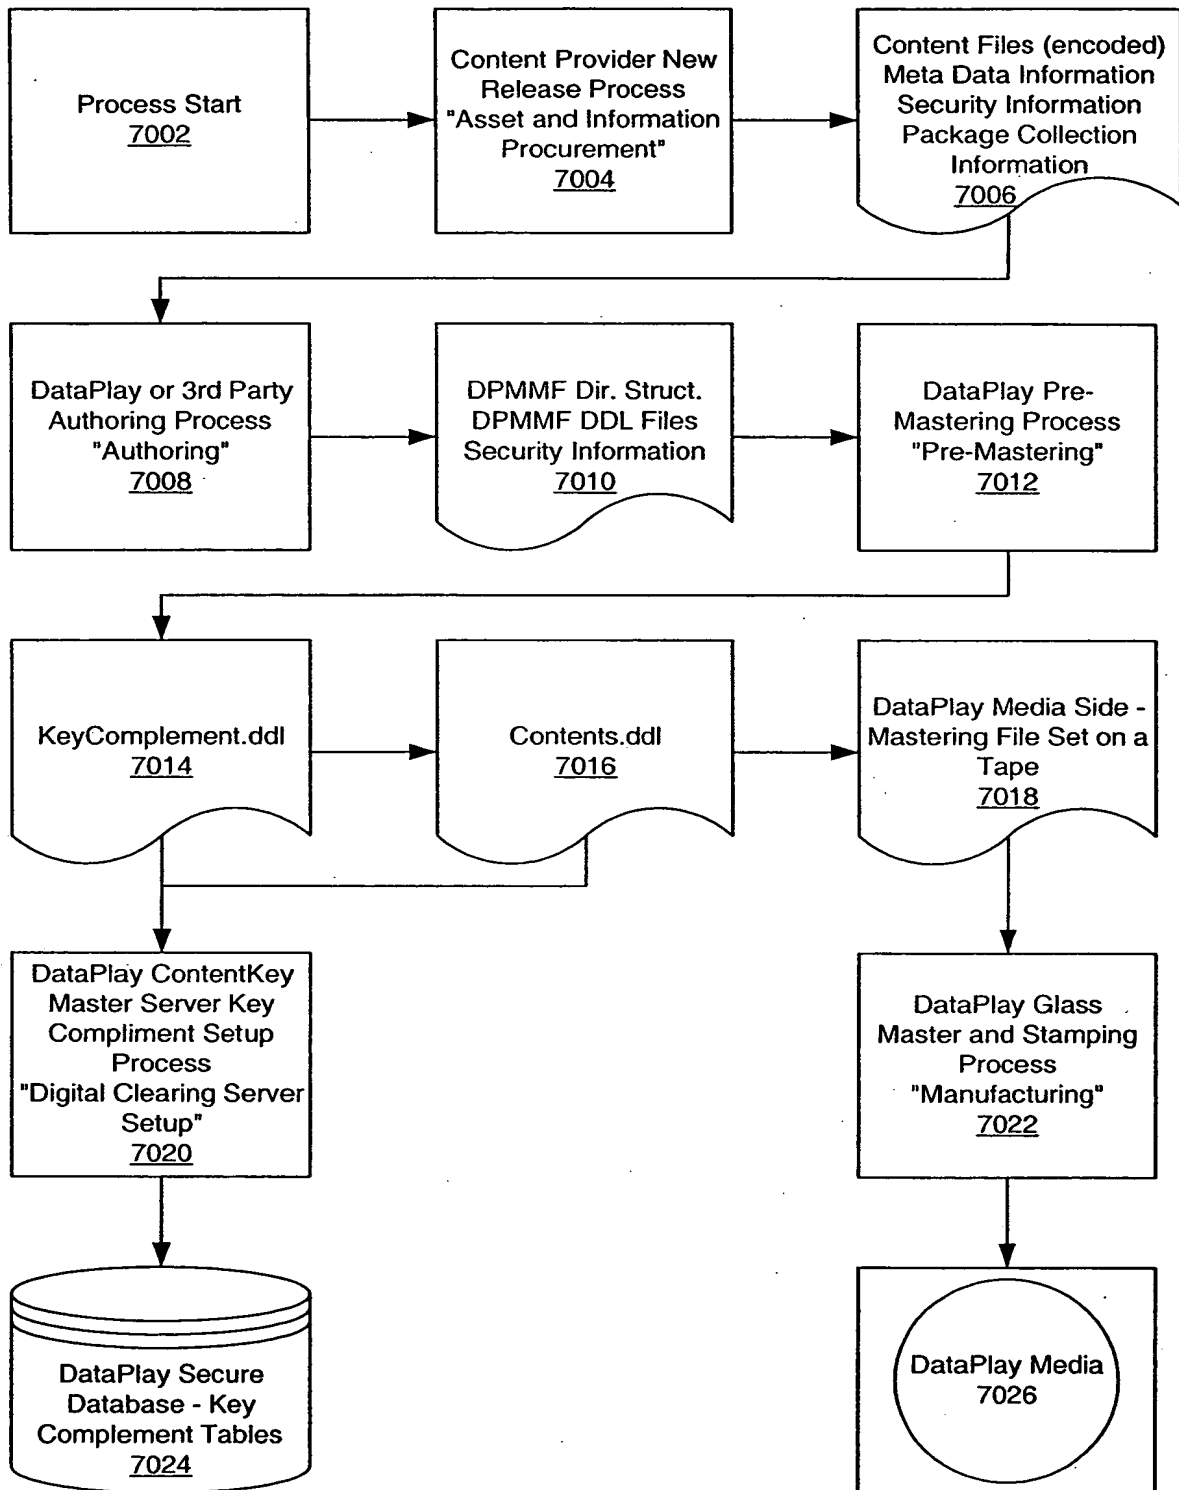 Process Start
7002
Content Provider New
Release Process
"Asset and Information
Procurement"
7004
Content Files (encoded)
Meta Data Information
Security Information
Package Collection
Information
7006
DataPlay or 3rd Party
Authoring Process
"Authoring"
7008
DPMMF Dir. Struct.
DPMMF DDL Files
Security Information
7010
DataPlay Pre-
Mastering Process
"Pre-Mastering"
7012
KeyComplement.ddl
7014
Contents.ddl
7016
DataPlay Media Side -
Mastering File Set on a
Tape
7018
DataPlay ContentKey
Master Server Key
Compliment Setup
Process
"Digital Clearing Server
Setup"
7020
DataPlay Glass
Master and Stamping
Process
"Manufacturing"
7022
DataPlay Secure
Database - Key
Complement Tables
7024
DataPlay Media
7026